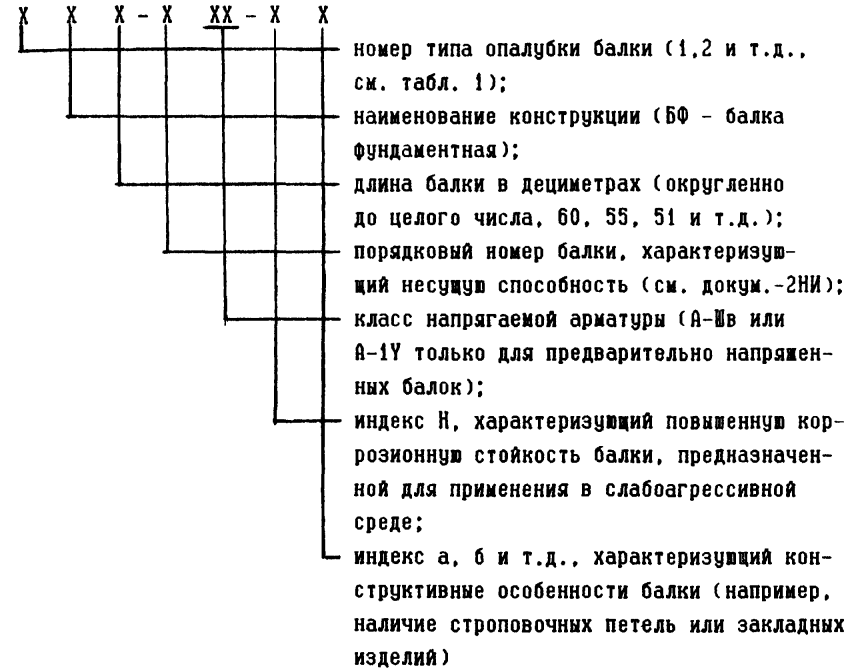 Х Х Х - Х ХХ - Х Х
номер типа опалубки балки (1,2 и т.д.,
см. табл. 1);
наименование конструкции (БФ - балка
фундаментная);
длина балки в дециметрах (округленно
до целого числа, 60, 55, 51 и т.д.);
порядковый номер балки, характеризую-
щий несущую способность (см. докум.-2НИ);
класс напрягаемой арматуры (А-Шв или
А-1У только для предварительно напряжен-
ных балок);
индекс Н, характеризующий повышенную кор-
розионную стойкость балки, предназначен-
ной для применения в слабоагрессивной
среде;
индекс а, б и т.д., характеризующий кон-
структивные особенности балки (например,
наличие строповочных петель или закладных
изделий)